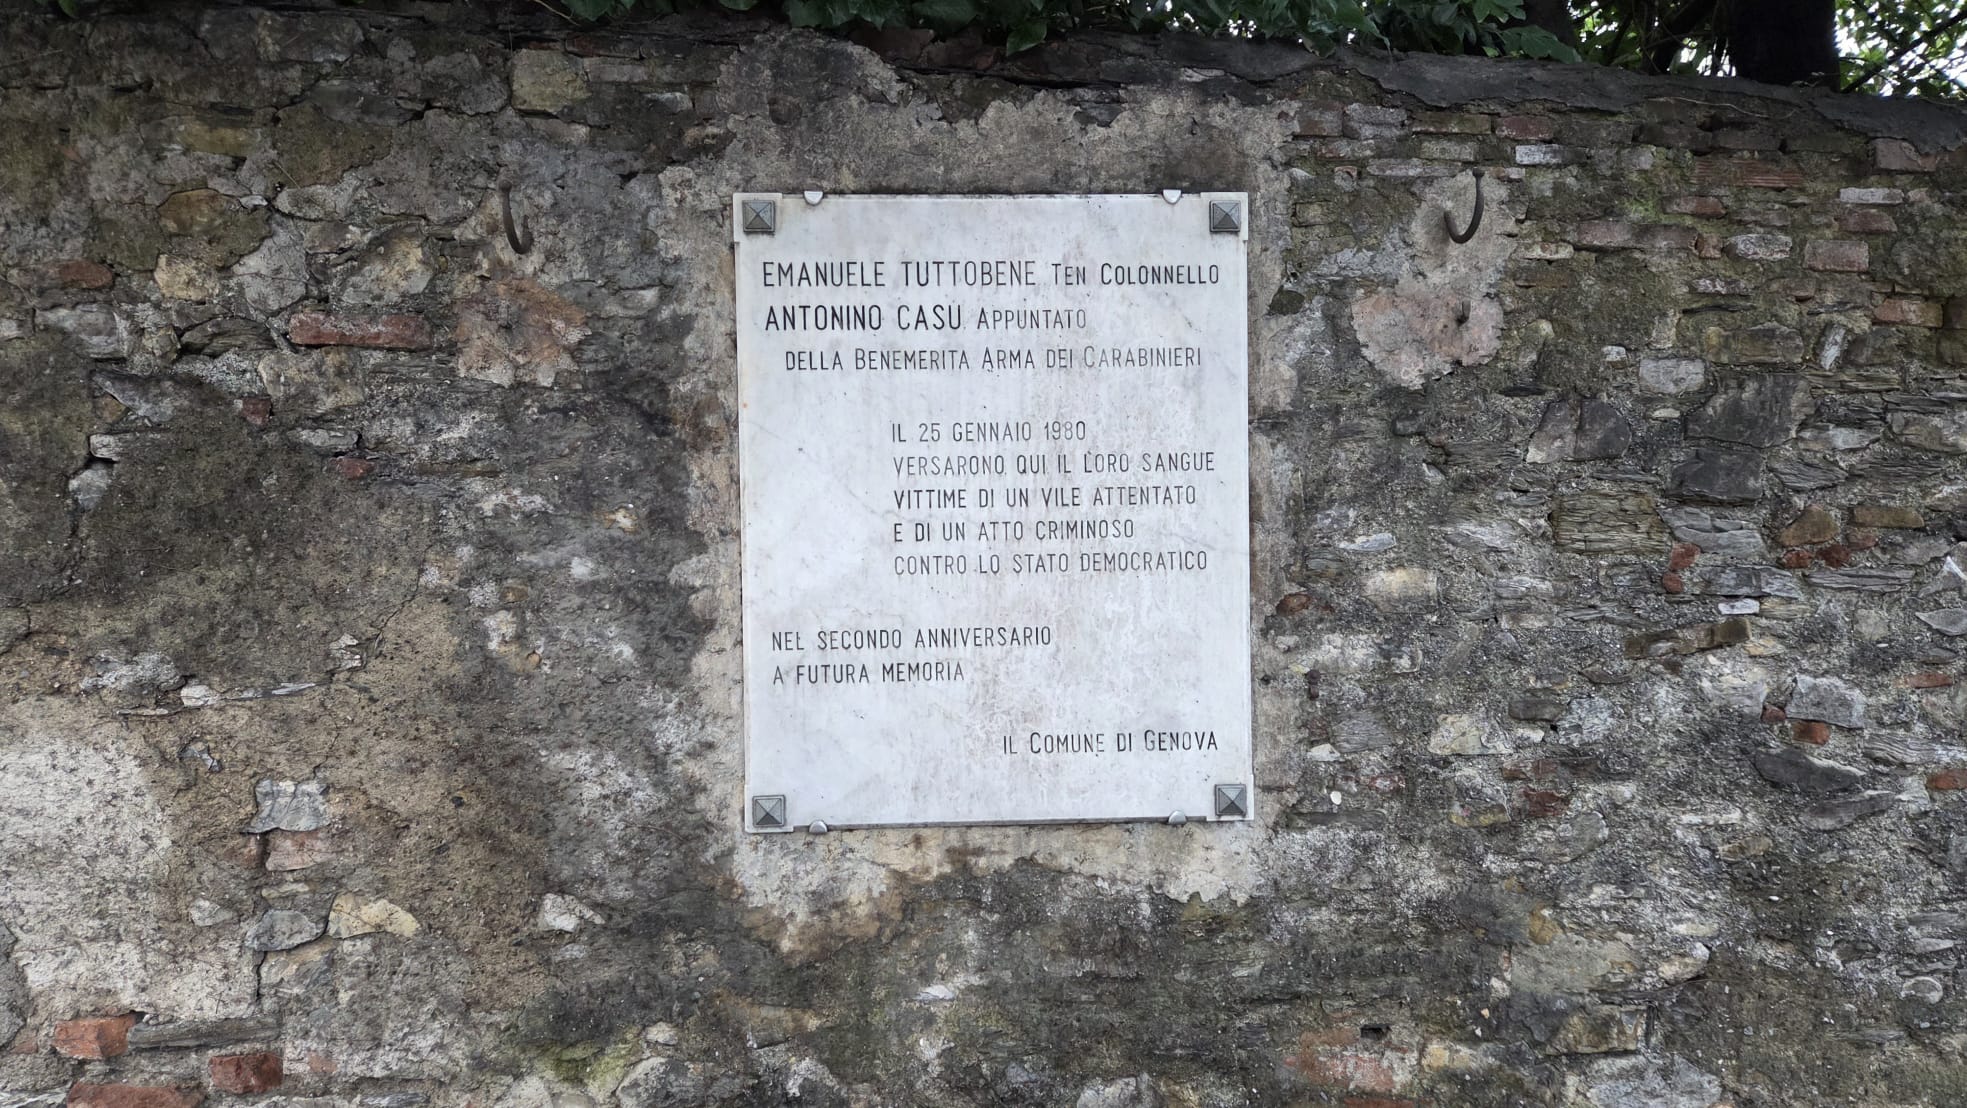 EMANUELE TUTTOBENE TEN COLONNELLO
ANTONINO CASU APPUNTATO
DELLA BENEMERITA ARMA DEI CARABINIERI
IL 25 GENNAIO 1980
VERSARONO QUI IL LORO SANGUE
VITTIME DI UN VILE ATTENTATO
E DI UN ATTO CRIMINOSO
CONTRO LO STATO DEMOCRATICO
NEL SECONDO ANNIVERSARIO
A FUTURA MEMORIA
IL COMUNE DI GENOVA